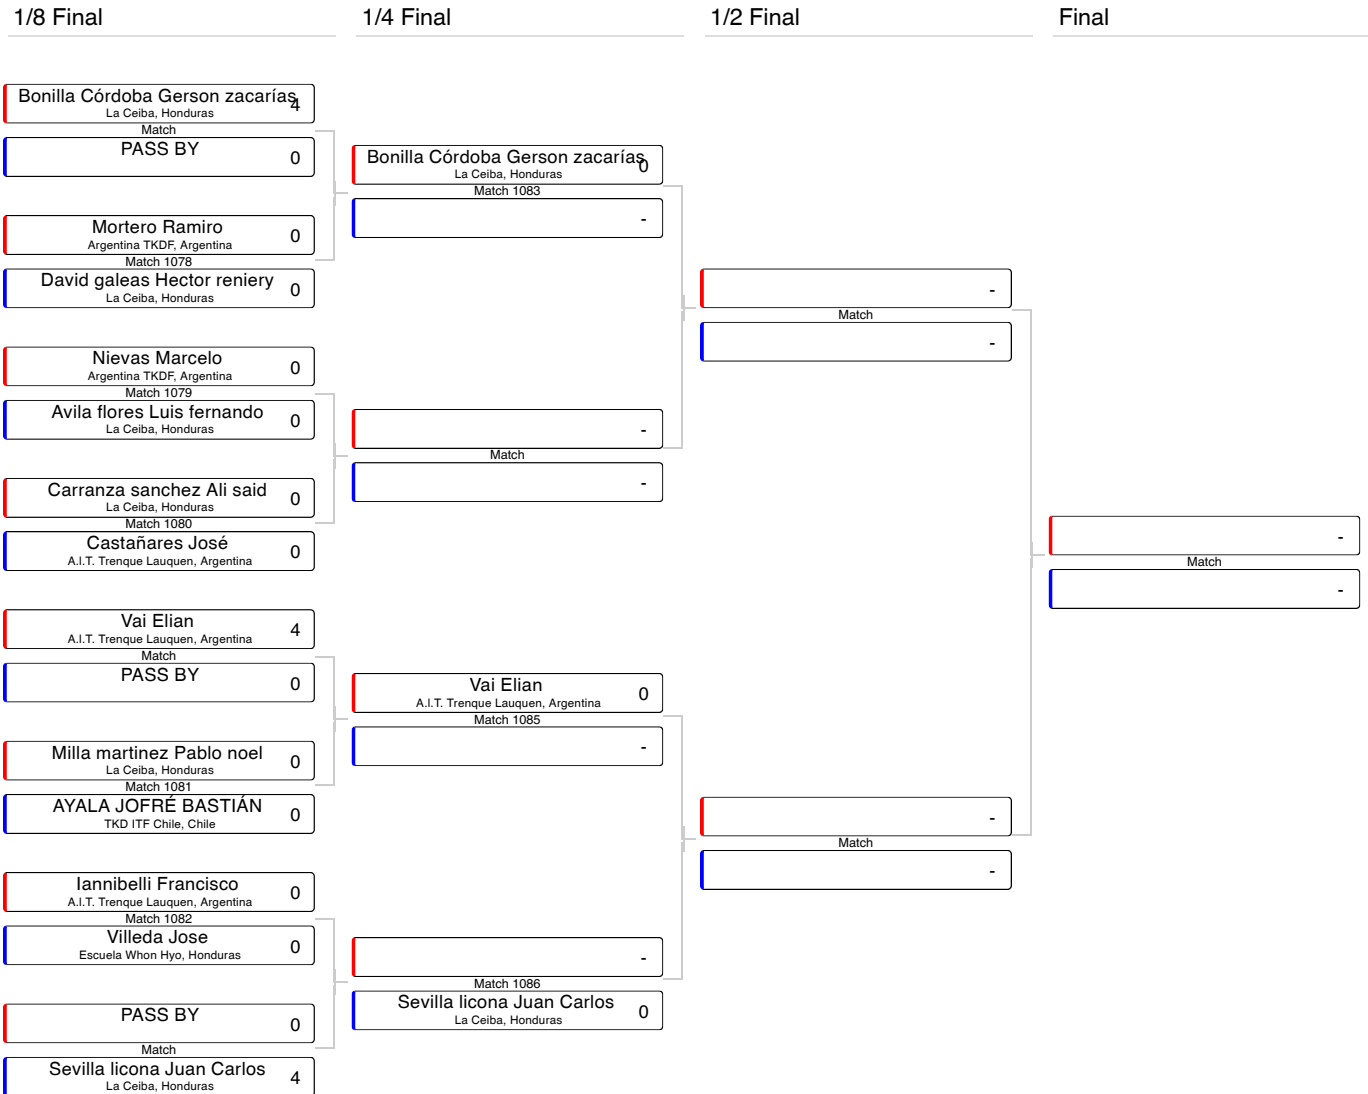 1/8 Final
1/4 Final
1/2 Final
Final
Bonilla Córdoba Gerson zacarías 4
La Ceiba, Honduras
Match
PASS BY 0
Mortero Ramiro 0
Argentina TKDF, Argentina
Match 1078
David galeas Hector reniery 0
La Ceiba, Honduras
Nievas Marcelo 0
Argentina TKDF, Argentina
Match 1079
Avila flores Luis fernando 0
La Ceiba, Honduras
Carranza sanchez Ali said 0
La Ceiba, Honduras
Match 1080
Castañares José 0
A.I.T. Trenque Lauquen, Argentina
Vai Elian 4
A.I.T. Trenque Lauquen, Argentina
Match
PASS BY 0
Milla martinez Pablo noel 0
La Ceiba, Honduras
Match 1081
AYALA JOFRÉ BASTIÁN 0
TKD ITF Chile, Chile
Iannibelli Francisco 0
A.I.T. Trenque Lauquen, Argentina
Match 1082
Villeda Jose 0
Escuela Whon Hyo, Honduras
PASS BY 0
Match
Sevilla licona Juan Carlos 4
La Ceiba, Honduras
Bonilla Córdoba Gerson zacarías 0
La Ceiba, Honduras
Match 1083
-
-
Match
-
Vai Elian 0
A.I.T. Trenque Lauquen, Argentina
Match 1085
-
-
Match 1086
Sevilla licona Juan Carlos 0
La Ceiba, Honduras
-
Match
-
-
Match
-
-
Match
-